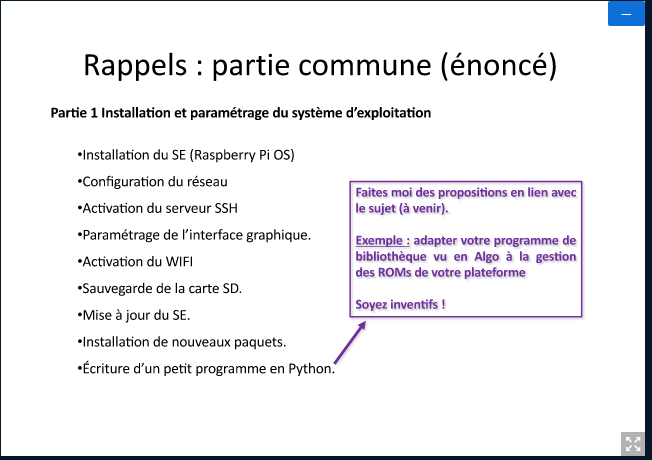 Rappels : partie commune (énoncé)
Partie 1 Installation et paramétrage du système d’exploitation
•Installation du SE (Raspberry Pi OS)
•Configuration du réseau
•Activation du serveur SSH
•Paramétrage de l’interface graphique.
•Activation du WIFI
•Sauvegarde de la carte SD.
•Mise à jour du SE.
•Installation de nouveaux paquets.
•Écriture d’un petit programme en Python.
Faites moi des propositions en lien avec
le sujet (à venir).
Exemple : adapter votre programme de
bibliothèque vu en Algo à la gestion
des ROMs de votre plateforme
Soyez inventifs !